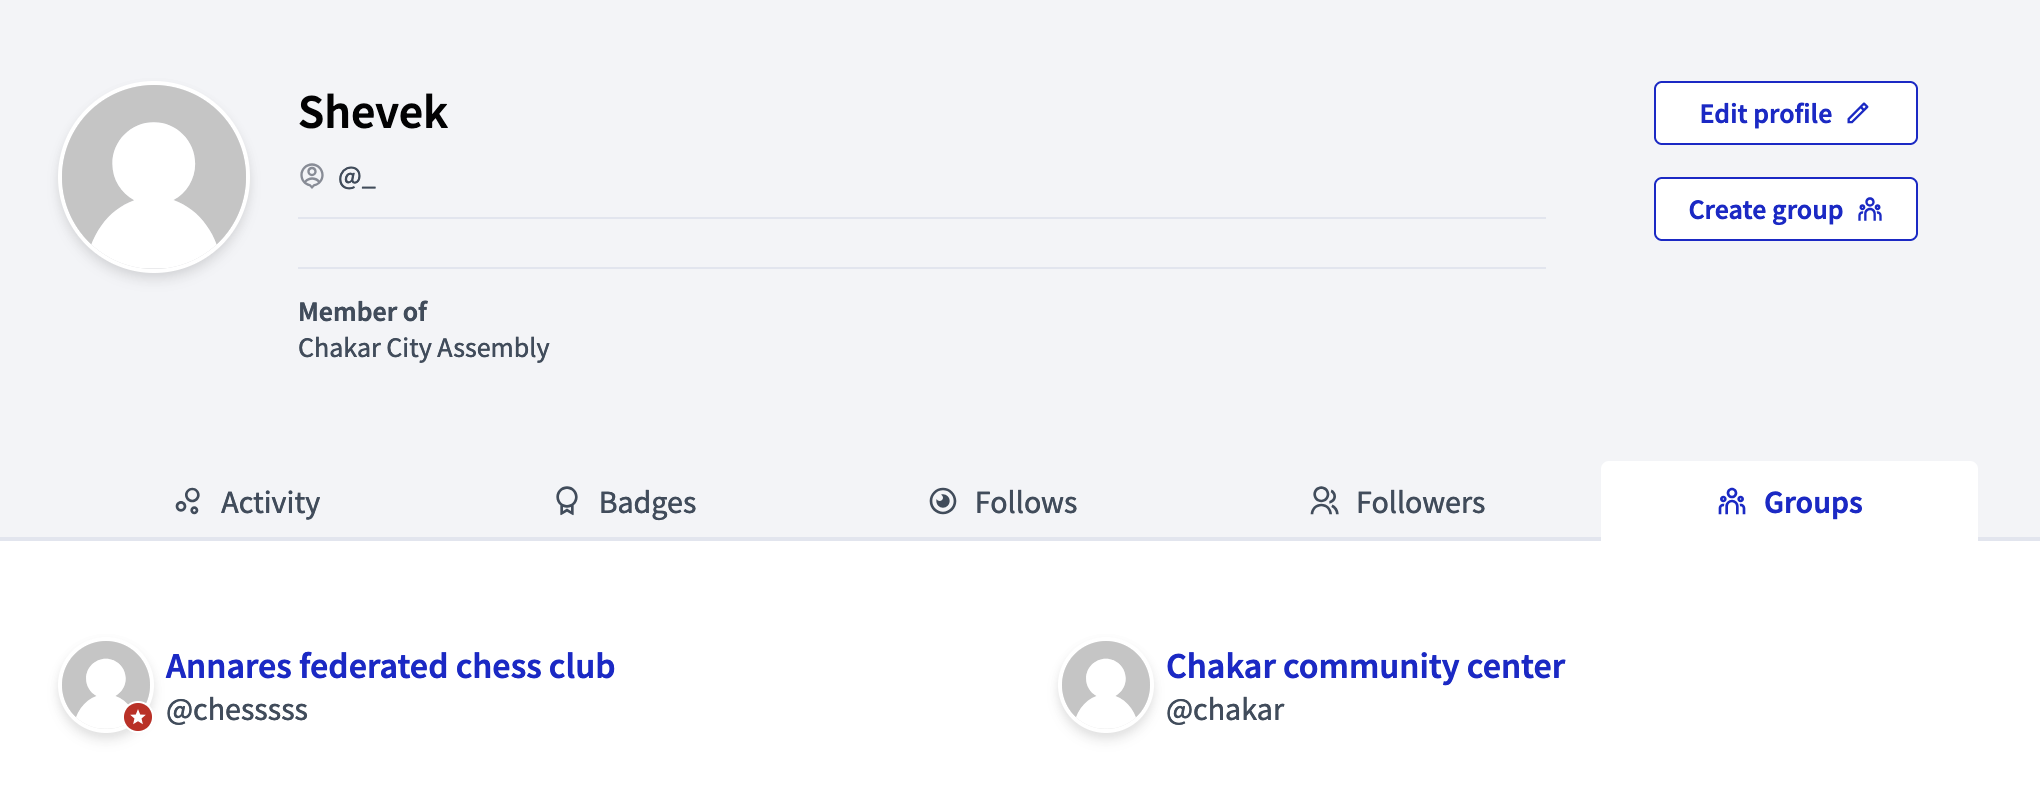 Shevek
@_
Edit profile
Create group
Member of
Chakar City Assembly
Activity
Badges
Follows
Followers
Groups
Annares federated chess club
@chesssss
Chakar community center
@chakar